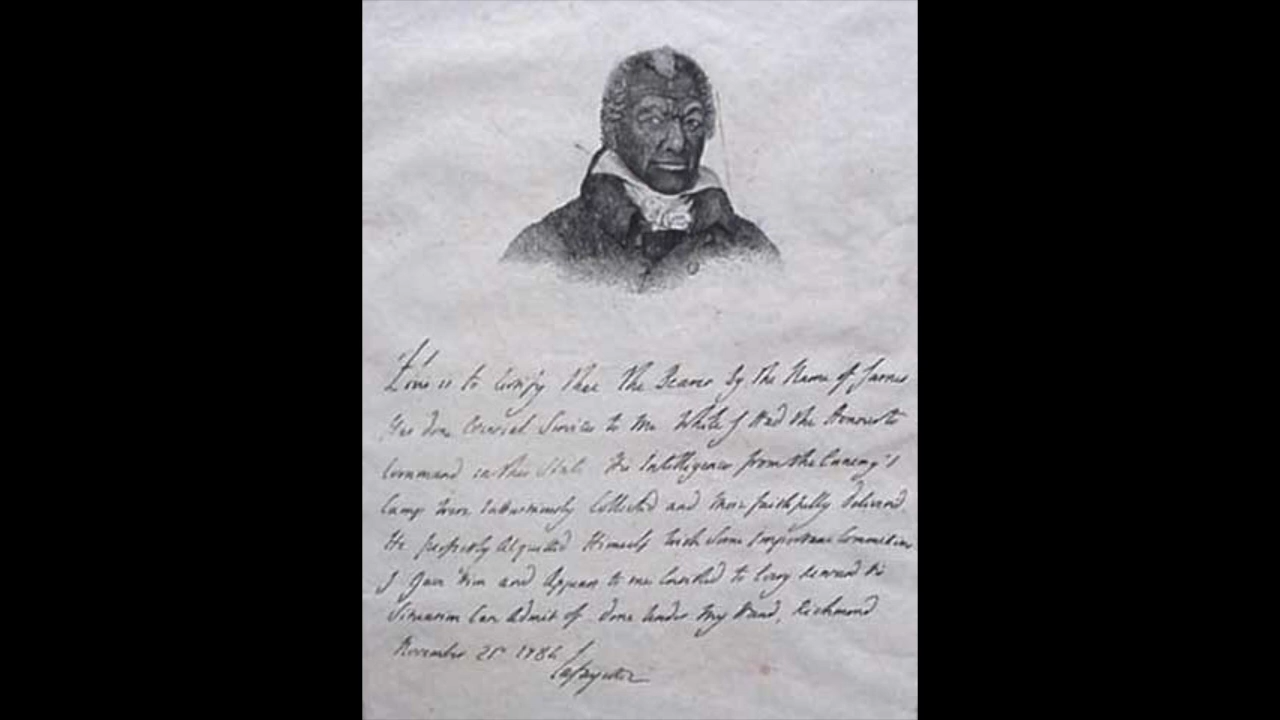 This is to Certify that the Bearer By the Name of James
Has done Essential Services to Me While I Had the Honour to
Command in this State. His Intelligences from the Enemy's
Camp were Industriously Collected and More faithfully deliver'd
He perfectly Acquitted Himself with Some Important Commissions
I Gave Him and Appears to me Entitled to Every Reward his
Situation Can Admit of. Done Under My Hand, Richmond
November 21st 1784
Lafayette